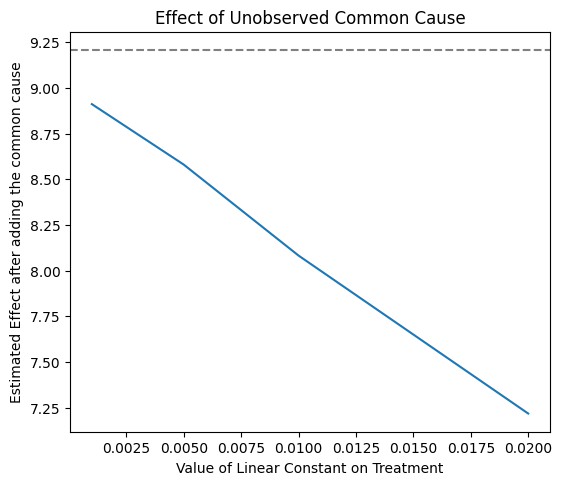 Effect of Unobserved Common Cause
Estimated Effect after adding the common cause
9.25
9.00
8.75
8.50
8.25
8.00
7.75
7.50
7.25
0.0025 0.0050 0.0075 0.0100 0.0125 0.0150 0.0175 0.0200
Value of Linear Constant on Treatment